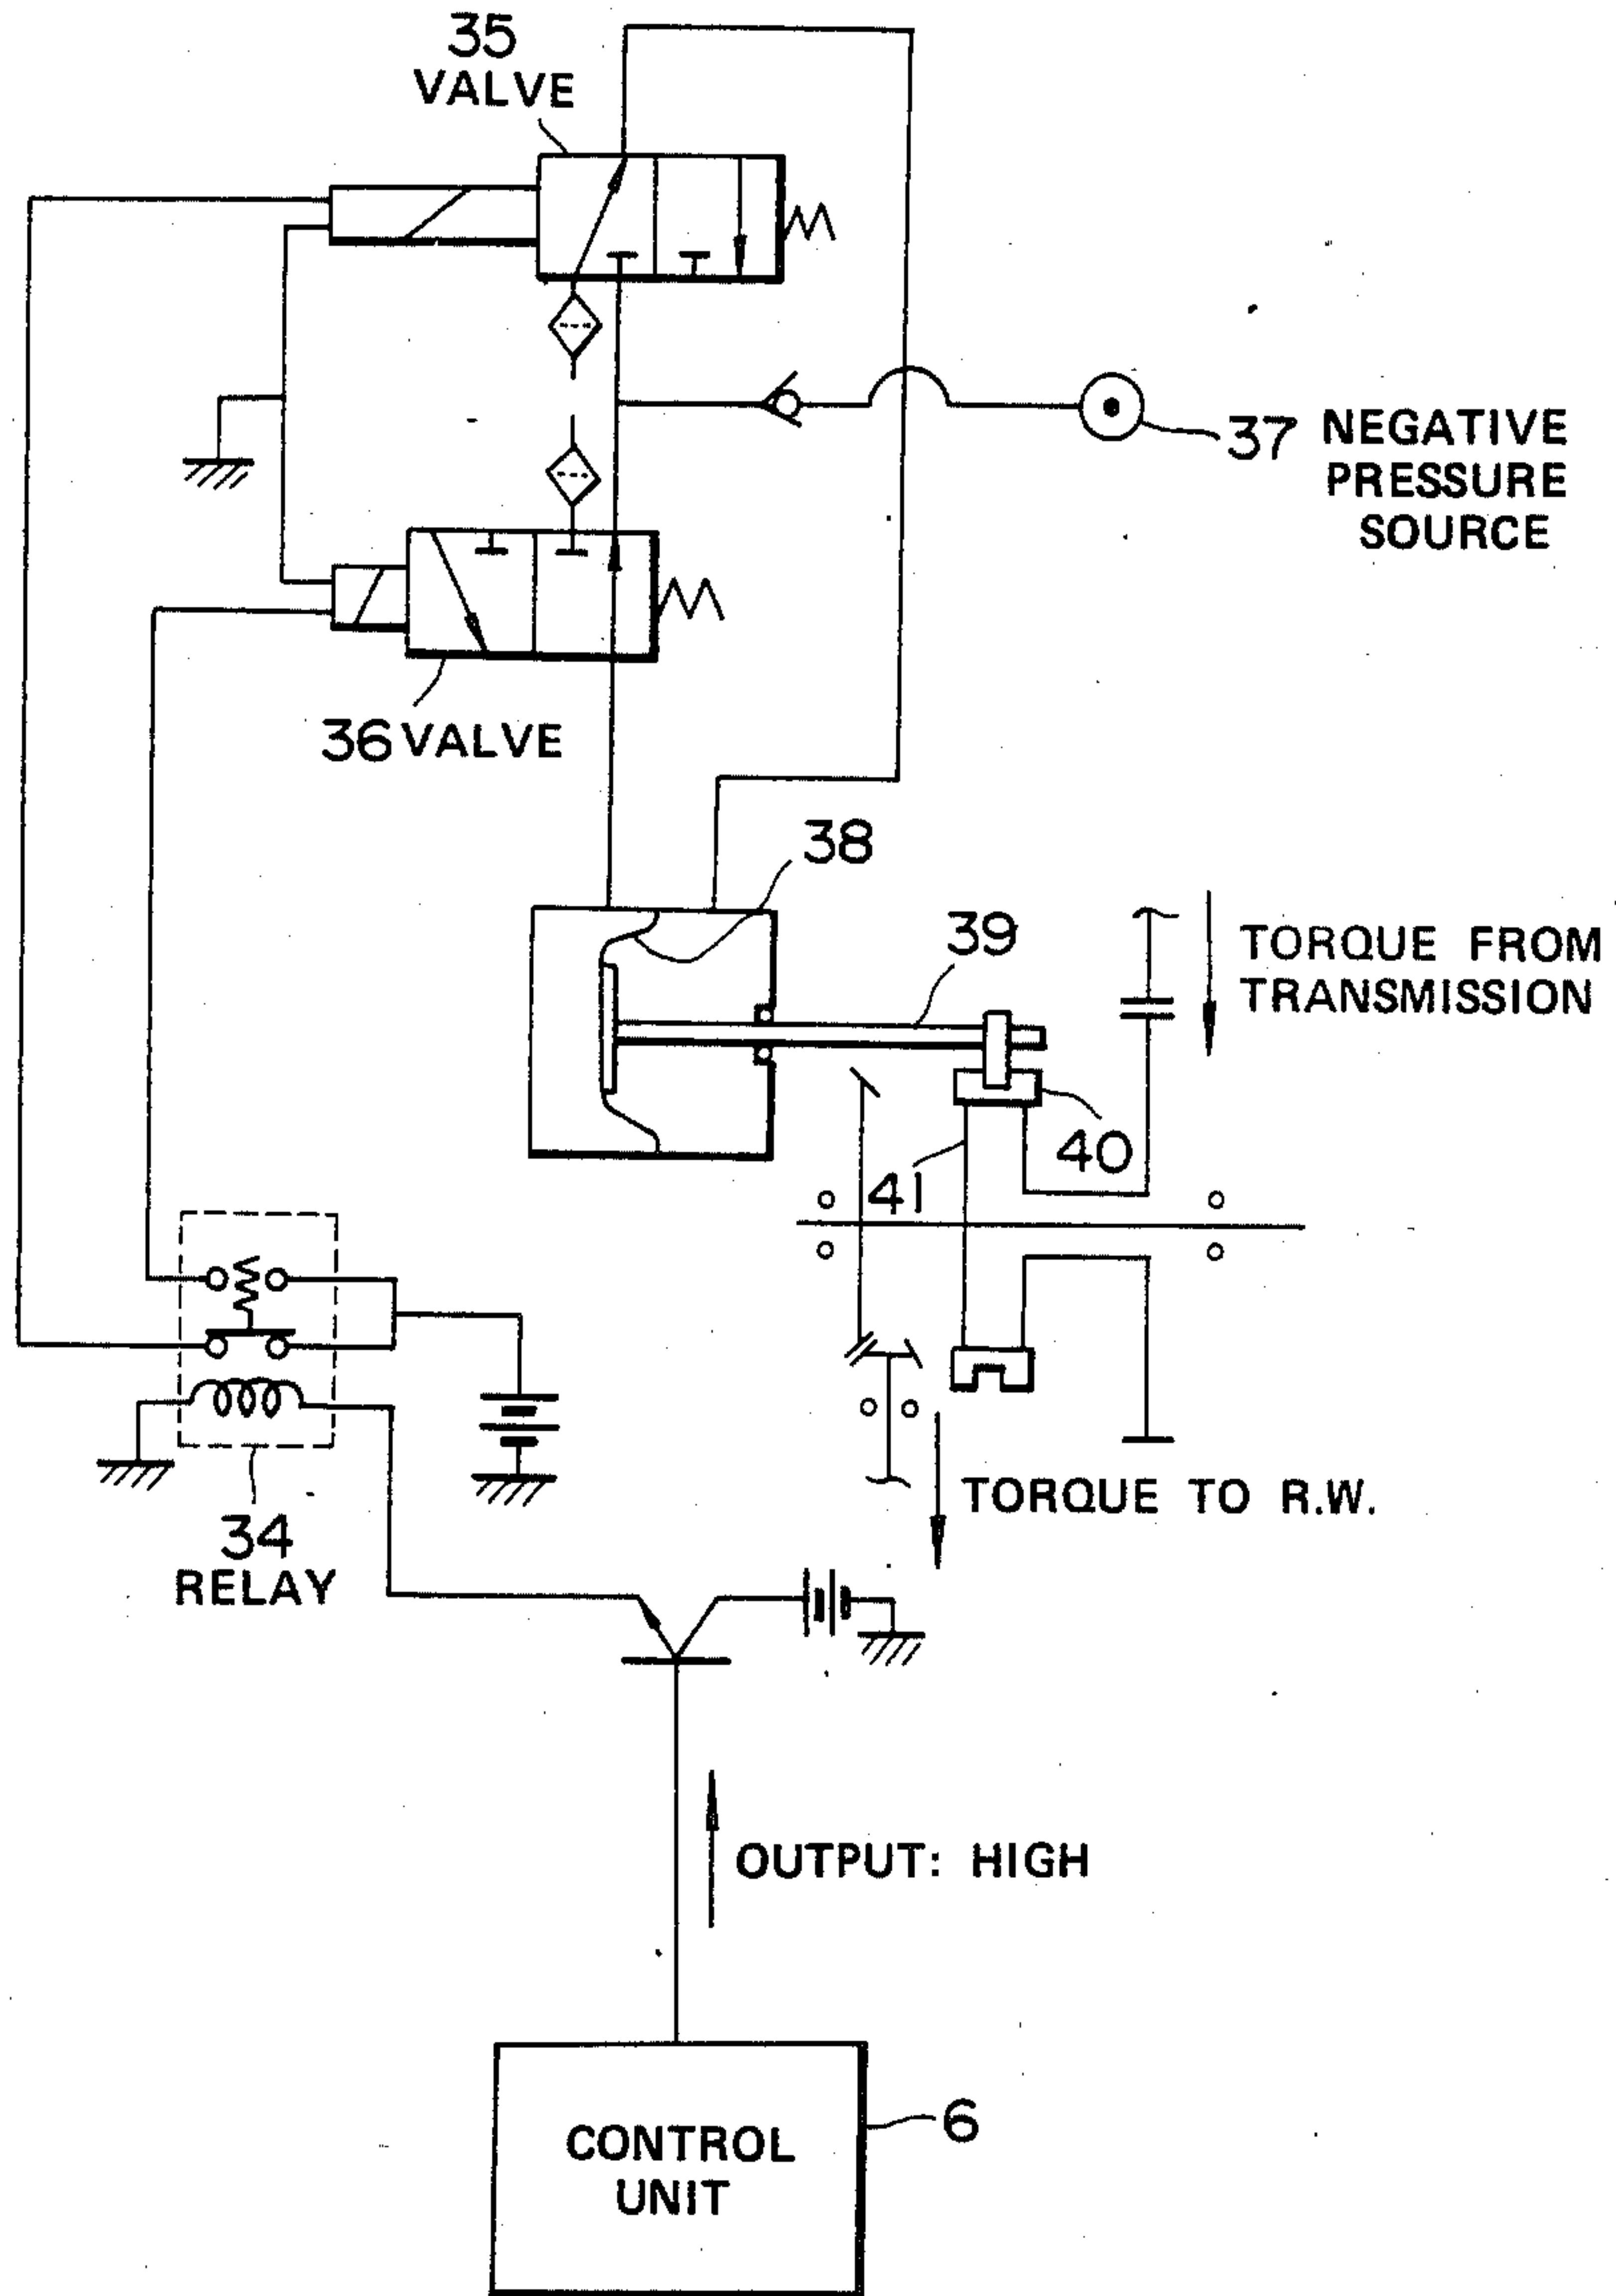 35
VALVE
37 NEGATIVE
PRESSURE
SOURCE
36 VALVE
38
39
TORQUE FROM
TRANSMISSION
40
41
TORQUE TO R.W.
34
RELAY
OUTPUT: HIGH
CONTROL
UNIT
6